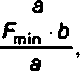 a
F_min · b
a,